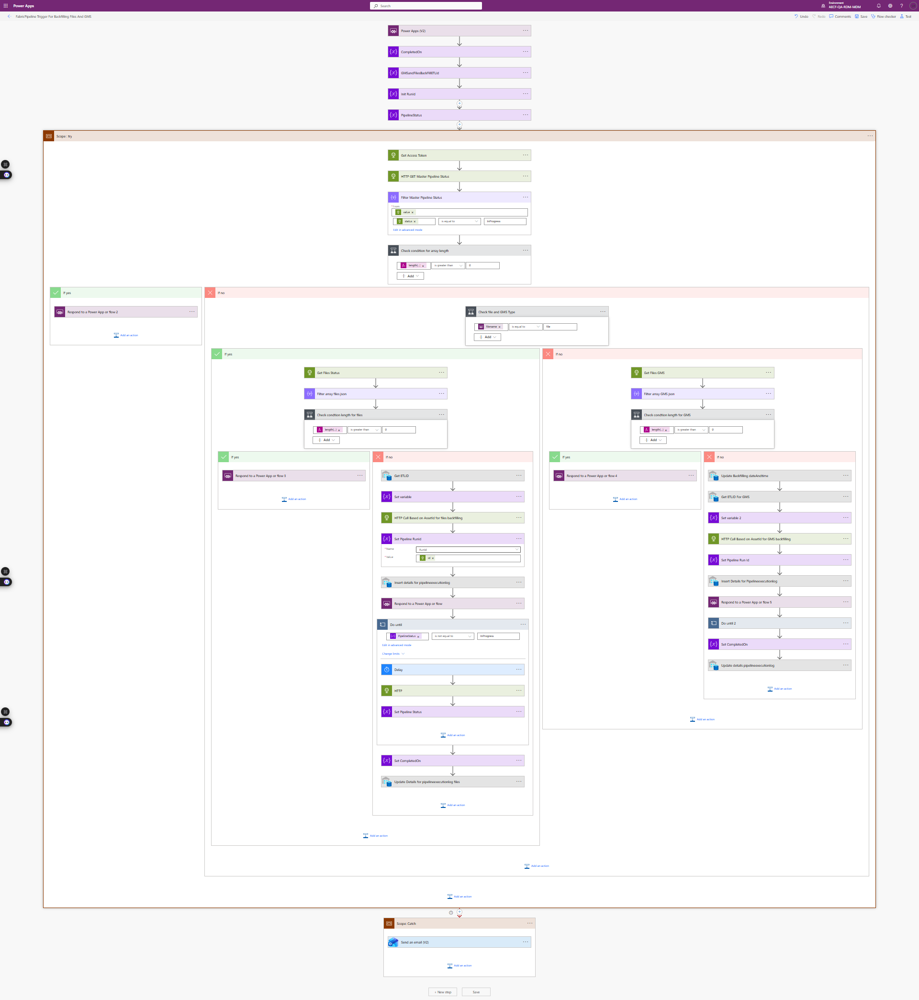 Power Apps
Search
Environment
AECF-QA-RDM-MDM
FabricPipeline Trigger For Backfilling Files And GMS
Undo Redo Comments Save Flow checker Test
Power Apps (V2)
CompletedOn
GMSandFilesBackFillETLId
Init RunId
PipelineStatus
Scope : try
Get Access Token
HTTP GET Master Pipeline Status
Filter Master Pipeline Status
* From
value
status is equal to InProgress
Edit in advanced mode
Check condition for array length
length(...) is greater than 0
Add
If yes
If no
Respond to a Power App or flow 2
Add an action
Check file and GMS Type
filename is equal to file
Add
If yes
If no
Get Files Status
Get Files GMS
Filter array files json
Filter array GMS json
Check condtion length for files
Check condtion length for GMS
length(...) is greater than 0
length(...) is greater than 0
Add
Add
If yes
If no
If yes
If no
Respond to a Power App or flow 3
Add an action
Get ETLID
Set variable
HTTP Call Based on AssetId for files backfilling
Set Pipeline RunId
* Name RunId
* Value id
Insert details for pipelineexecutionlog
Respond to a Power App or flow
Do until
PipelineStatus is not equal to InProgress
Edit in advanced mode
Change limits
Delay
HTTP
Set Pipeline Status
Add an action
Set CompletedOn
Update Details for pipelineexecutionlog files
Add an action
Add an action
Respond to a Power App or flow 4
Add an action
Update Backfilling dateAndtime
Get ETLID For GMS
Set variable 2
HTTP Call Based on AssetId for GMS backfilling
Set Pipeline Run Id
Insert Details for Pipelineexecutionlog
Respond to a Power App or flow 5
Do until 2
Set CompletedOn
Update details pipelineexecutionlog
Add an action
Add an action
Add an action
Add an action
Scope: Catch
Send an email (V2)
Add an action
+ New step Save